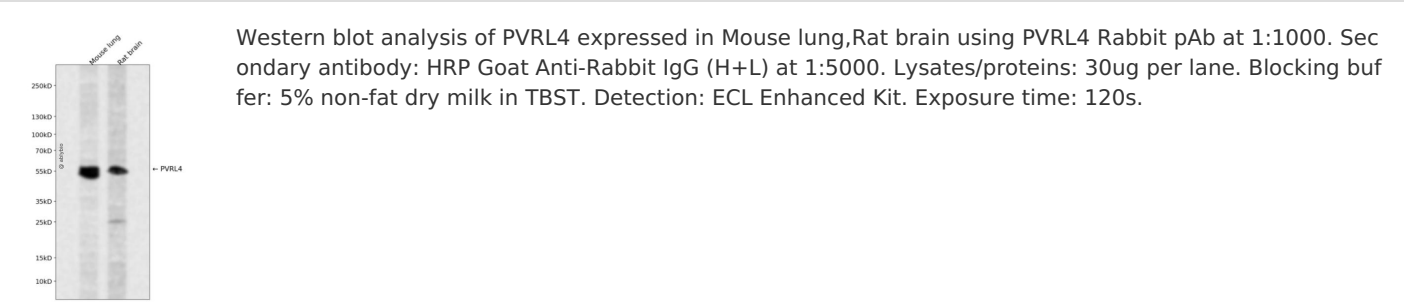 Mouse lung
Rat brain
Western blot analysis of PVRL4 expressed in Mouse lung,Rat brain using PVRL4 Rabbit pAb at 1:1000. Sec
ondary antibody: HRP Goat Anti-Rabbit IgG (H+L) at 1:5000. Lysates/proteins: 30ug per lane. Blocking buf
fer: 5% non-fat dry milk in TBST. Detection: ECL Enhanced Kit. Exposure time: 120s.
250kD
130kD
100kD
70kD
55kD
← PVRL4
35kD
25kD
15kD
10kD